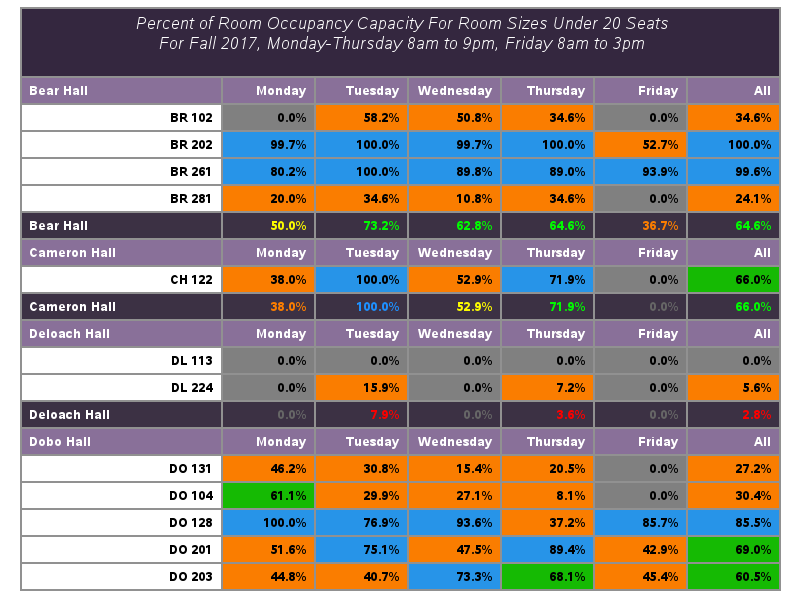 Percent of Room Occupancy Capacity For Room Sizes Under 20 Seats
For Fall 2017, Monday-Thursday 8am to 9pm, Friday 8am to 3pm
Bear Hall Monday Tuesday Wednesday Thursday Friday All
BR 102 0.0% 58.2% 50.8% 34.6% 0.0% 34.6%
BR 202 99.7% 100.0% 99.7% 100.0% 52.7% 100.0%
BR 261 80.2% 100.0% 89.8% 89.0% 93.9% 99.6%
BR 281 20.0% 34.6% 10.8% 34.6% 0.0% 24.1%
Bear Hall 50.0% 73.2% 62.8% 64.6% 36.7% 64.6%
Cameron Hall Monday Tuesday Wednesday Thursday Friday All
CH 122 38.0% 100.0% 52.9% 71.9% 0.0% 66.0%
Cameron Hall 38.0% 100.0% 52.9% 71.9% 0.0% 66.0%
Deloach Hall Monday Tuesday Wednesday Thursday Friday All
DL 113 0.0% 0.0% 0.0% 0.0% 0.0% 0.0%
DL 224 0.0% 15.9% 0.0% 7.2% 0.0% 5.6%
Deloach Hall 0.0% 7.9% 0.0% 3.6% 0.0% 2.8%
Dobo Hall Monday Tuesday Wednesday Thursday Friday All
DO 131 46.2% 30.8% 15.4% 20.5% 0.0% 27.2%
DO 104 61.1% 29.9% 27.1% 8.1% 0.0% 30.4%
DO 128 100.0% 76.9% 93.6% 37.2% 85.7% 85.5%
DO 201 51.6% 75.1% 47.5% 89.4% 42.9% 69.0%
DO 203 44.8% 40.7% 73.3% 68.1% 45.4% 60.5%